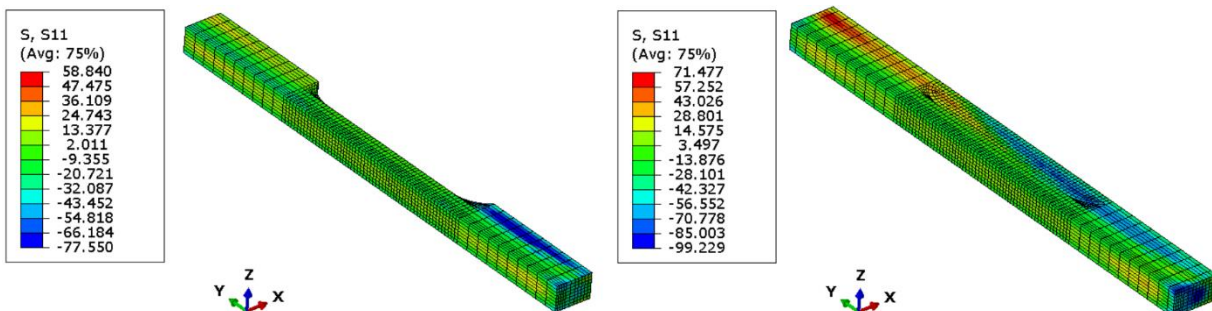 S, S11
(Avg: 75%)
58.840
47.475
36.109
24.743
13.377
2.011
-9.355
-20.721
-32.087
-43.452
-54.818
-66.184
-77.550
Z
Y
X
S, S11
(Avg: 75%)
71.477
57.252
43.026
28.801
14.575
3.497
-13.876
-28.101
-42.327
-56.552
-70.778
-85.003
-99.229
Z
Y
X